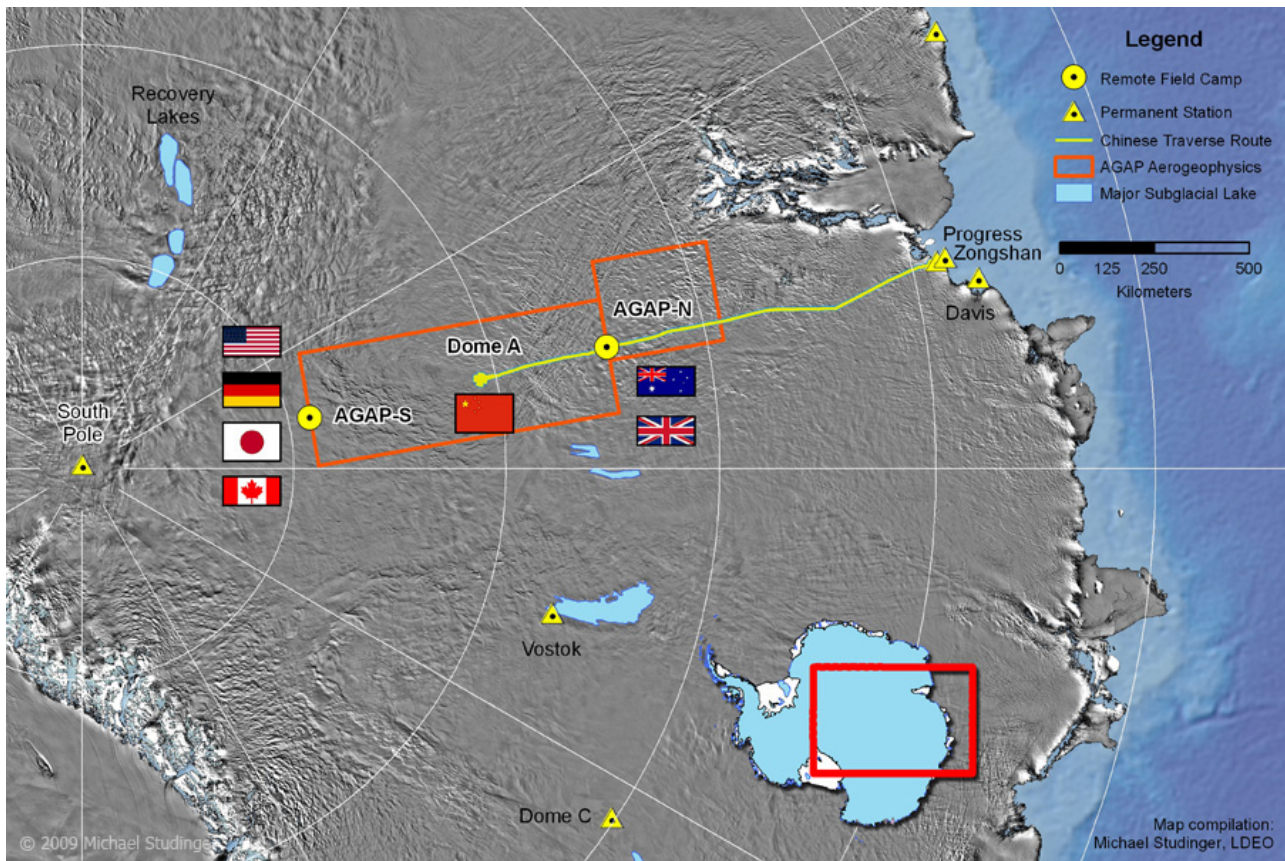 Legend
Remote Field Camp
Permanent Station
Chinese Traverse Route
AGAP Aerogeophysics
Major Subglacial Lake
0 125 250 500
Kilometers
Recovery
Lakes
Progress
Zongshan
Davis
AGAP-N
Dome A
AGAP-S
South
Pole
Vostok
Dome C
© 2009 Michael Studinger
Map compilation:
Michael Studinger, LDEO